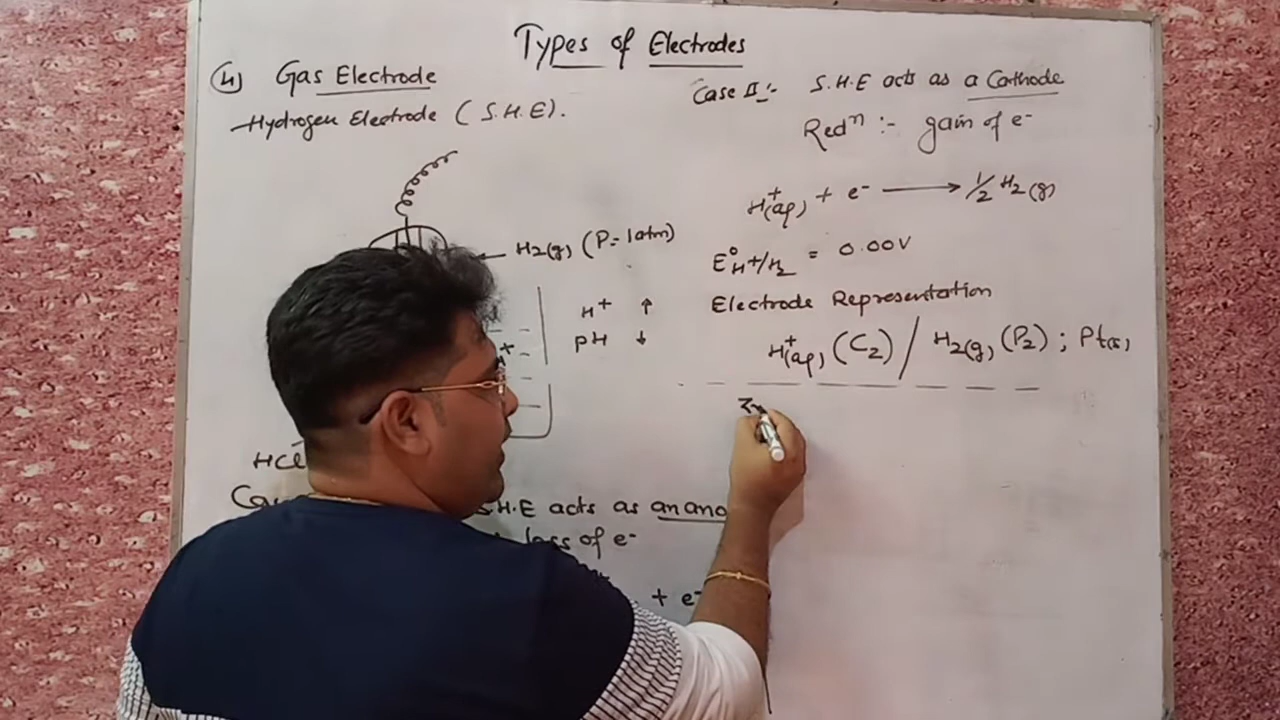 Types of Electrodes
(4) Gas Electrode
Hydrogen Electrode (S.H.E).
H2(g) (P=1atm)
H+ ↑
pH ↓
+
HCl
S.H.E acts as an ano
loss of e-
+ e-
Case II :- S.H.E acts as a Cathode
Redn :- gain of e-
H+(aq) + e- ⟶ 1/2 H2(g)
E°H+/H2 = 0.00V
Electrode Representation
H+(aq) (C2) / H2(g) (P2) ; Pt(s)